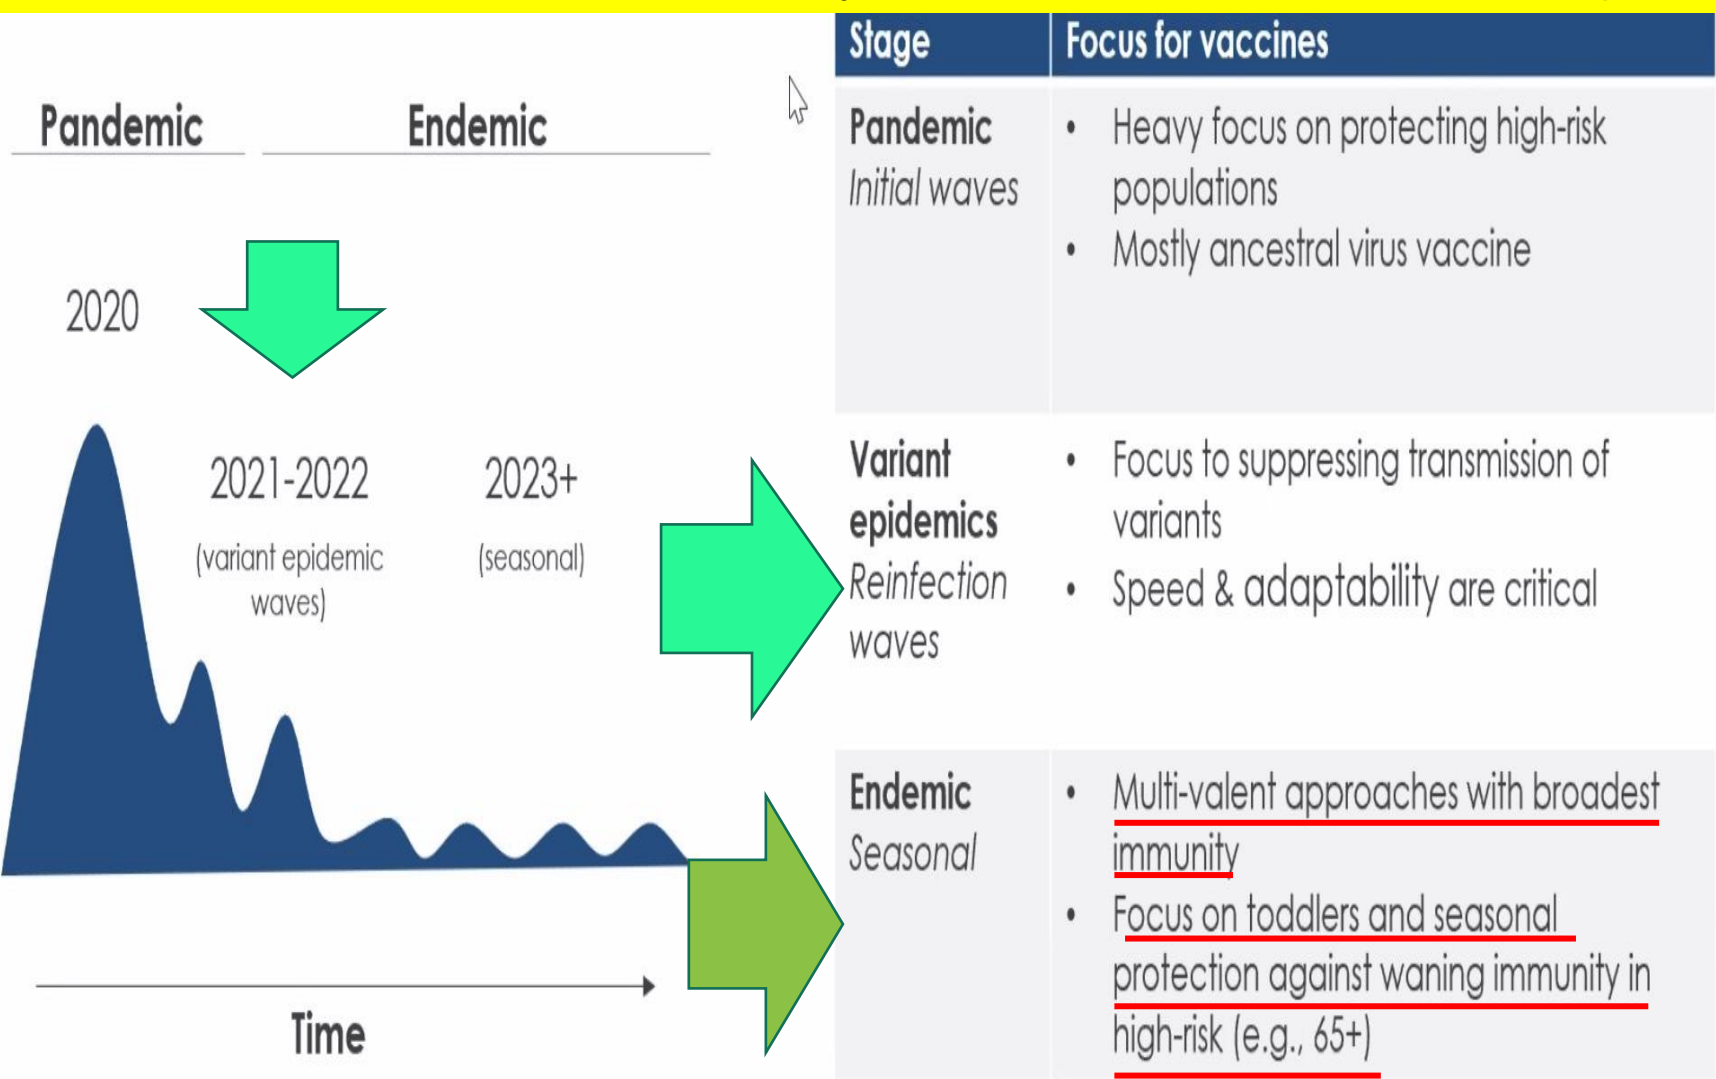 Pandemic
Endemic
2020
2021-2022
(variant epidemic
waves)
2023+
(seasonal)
Time
Stage
Focus for vaccines
Pandemic
Initial waves
• Heavy focus on protecting high-risk
populations
• Mostly ancestral virus vaccine
Variant
epidemics
Reinfection
waves
• Focus to suppressing transmission of
variants
• Speed & adaptability are critical
Endemic
Seasonal
• Multi-valent approaches with broadest
immunity
• Focus on toddlers and seasonal
protection against waning immunity in
high-risk (e.g., 65+)